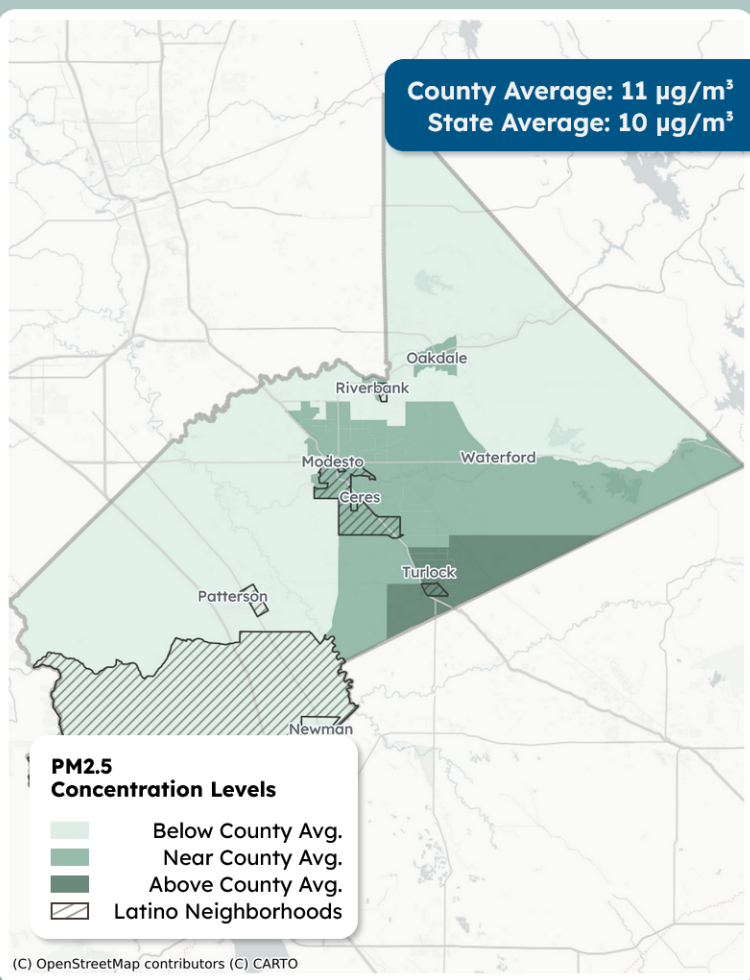 County Average: 11 µg/m³
State Average: 10 µg/m³
Oakdale
Riverbank
Modesto
Waterford
Ceres
Turlock
Patterson
Newman
PM2.5
Concentration Levels
Below County Avg.
Near County Avg.
Above County Avg.
Latino Neighborhoods
(C) OpenStreetMap contributors (C) CARTO